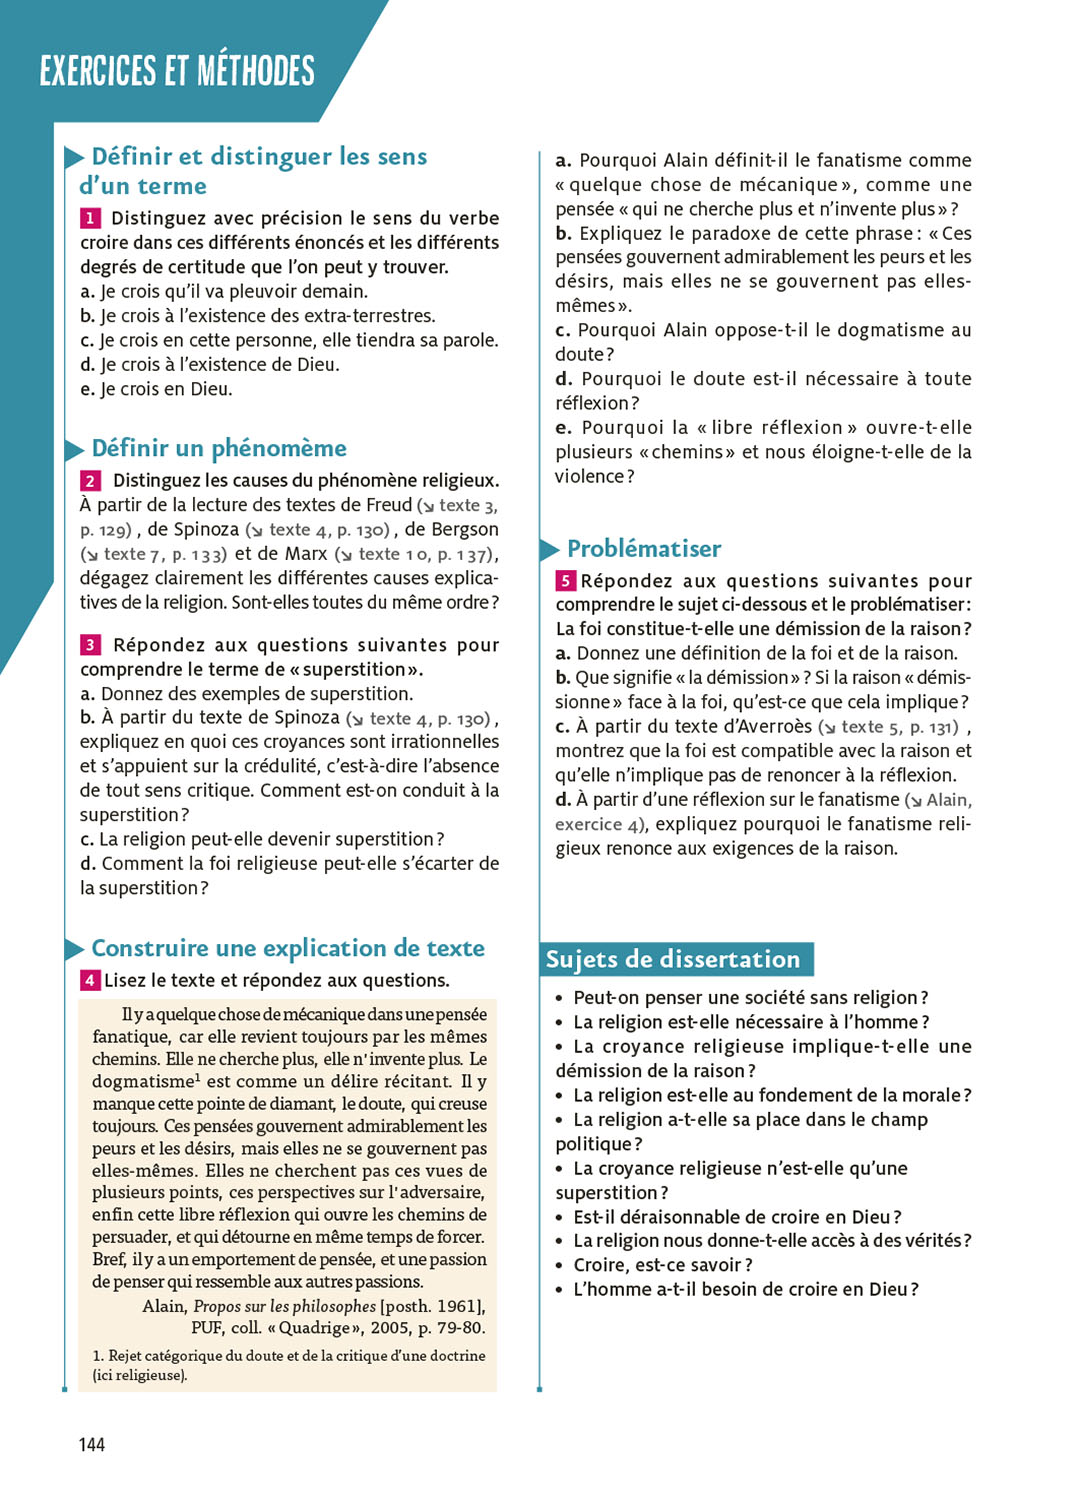 EXERCICES ET MÉTHODES
Définir et distinguer les sens
d’un terme
1 Distinguez avec précision le sens du verbe
croire dans ces différents énoncés et les différents
degrés de certitude que l’on peut y trouver.
a. Je crois qu’il va pleuvoir demain.
b. Je crois à l’existence des extra-terrestres.
c. Je crois en cette personne, elle tiendra sa parole.
d. Je crois à l’existence de Dieu.
e. Je crois en Dieu.
Définir un phénomème
2 Distinguez les causes du phénomène religieux.
À partir de la lecture des textes de Freud (↘ texte 3,
p. 129) , de Spinoza (↘ texte 4, p. 130) , de Bergson
(↘ texte 7, p. 133) et de Marx (↘ texte 10, p. 137),
dégagez clairement les différentes causes explica-
tives de la religion. Sont-elles toutes du même ordre ?
3 Répondez aux questions suivantes pour
comprendre le terme de « superstition ».
a. Donnez des exemples de superstition.
b. À partir du texte de Spinoza (↘ texte 4, p. 130) ,
expliquez en quoi ces croyances sont irrationnelles
et s’appuient sur la crédulité, c’est-à-dire l’absence
de tout sens critique. Comment est-on conduit à la
superstition ?
c. La religion peut-elle devenir superstition ?
d. Comment la foi religieuse peut-elle s’écarter de
la superstition ?
Construire une explication de texte
4 Lisez le texte et répondez aux questions.
Il y a quelque chose de mécanique dans une pensée
fanatique, car elle revient toujours par les mêmes
chemins. Elle ne cherche plus, elle n'invente plus. Le
dogmatisme1 est comme un délire récitant. Il y
manque cette pointe de diamant, le doute, qui creuse
toujours. Ces pensées gouvernent admirablement les
peurs et les désirs, mais elles ne se gouvernent pas
elles-mêmes. Elles ne cherchent pas ces vues de
plusieurs points, ces perspectives sur l'adversaire,
enfin cette libre réflexion qui ouvre les chemins de
persuader, et qui détourne en même temps de forcer.
Bref, il y a un emportement de pensée, et une passion
de penser qui ressemble aux autres passions.
Alain, Propos sur les philosophes [posth. 1961],
PUF, coll. « Quadrige », 2005, p. 79-80.
1. Rejet catégorique du doute et de la critique d’une doctrine
(ici religieuse).
a. Pourquoi Alain définit-il le fanatisme comme
« quelque chose de mécanique », comme une
pensée « qui ne cherche plus et n’invente plus » ?
b. Expliquez le paradoxe de cette phrase : « Ces
pensées gouvernent admirablement les peurs et les
désirs, mais elles ne se gouvernent pas elles-
mêmes ».
c. Pourquoi Alain oppose-t-il le dogmatisme au
doute ?
d. Pourquoi le doute est-il nécessaire à toute
réflexion ?
e. Pourquoi la « libre réflexion » ouvre-t-elle
plusieurs « chemins » et nous éloigne-t-elle de la
violence ?
Problématiser
5 Répondez aux questions suivantes pour
comprendre le sujet ci-dessous et le problématiser :
La foi constitue-t-elle une démission de la raison ?
a. Donnez une définition de la foi et de la raison.
b. Que signifie « la démission » ? Si la raison « démis-
sionne » face à la foi, qu’est-ce que cela implique ?
c. À partir du texte d’Averroès (↘ texte 5, p. 131) ,
montrez que la foi est compatible avec la raison et
qu’elle n’implique pas de renoncer à la réflexion.
d. À partir d’une réflexion sur le fanatisme (↘ Alain,
exercice 4), expliquez pourquoi le fanatisme reli-
gieux renonce aux exigences de la raison.
Sujets de dissertation
• Peut-on penser une société sans religion ?
• La religion est-elle nécessaire à l’homme ?
• La croyance religieuse implique-t-elle une
démission de la raison ?
• La religion est-elle au fondement de la morale ?
• La religion a-t-elle sa place dans le champ
politique ?
• La croyance religieuse n’est-elle qu’une
superstition ?
• Est-il déraisonnable de croire en Dieu ?
• La religion nous donne-t-elle accès à des vérités ?
• Croire, est-ce savoir ?
• L’homme a-t-il besoin de croire en Dieu ?
144